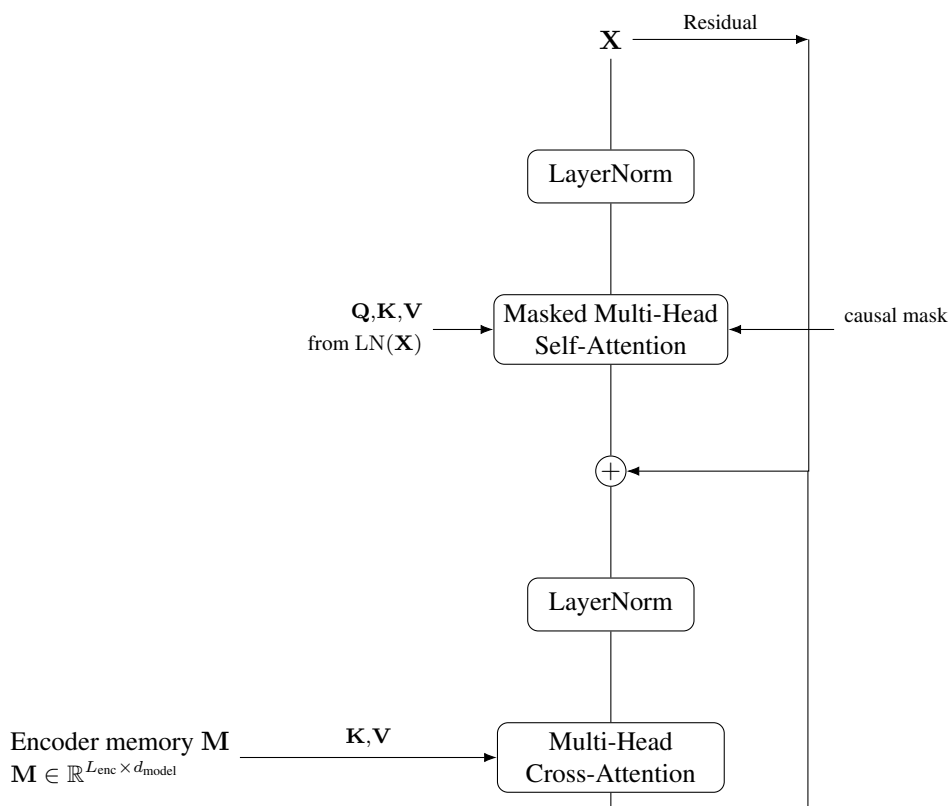 X
Residual
LayerNorm
Q,K,V
from LN(X)
Masked Multi-Head
Self-Attention
causal mask
+
LayerNorm
Encoder memory M
M ∈ ℝ^{L_enc × d_model}
K,V
Multi-Head
Cross-Attention